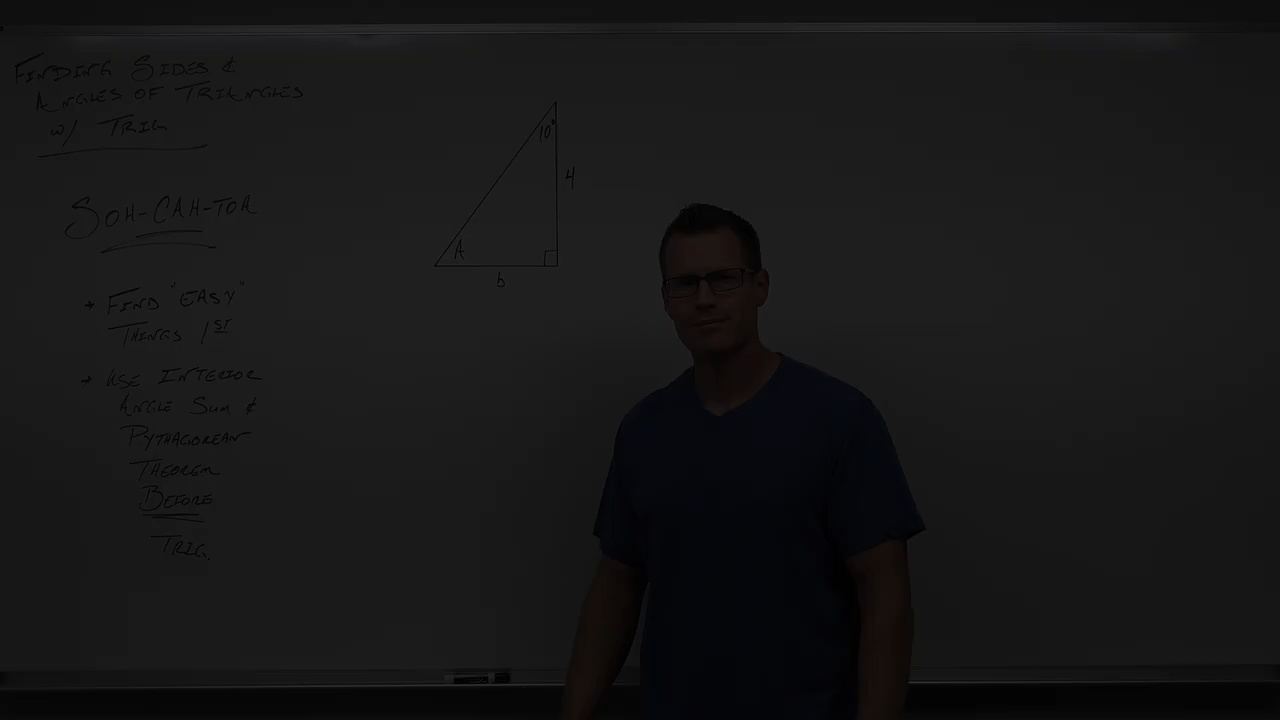 FINDING SIDES &
ANGLES OF TRIANGLES
w/ TRIG
SOH-CAH-TOA
→ FIND "EASY"
THINGS 1ST
→ USE INTERIOR
ANGLE SUM &
PYTHAGOREAN
THEOREM
BEFORE
TRIG.
10°
4
A
b